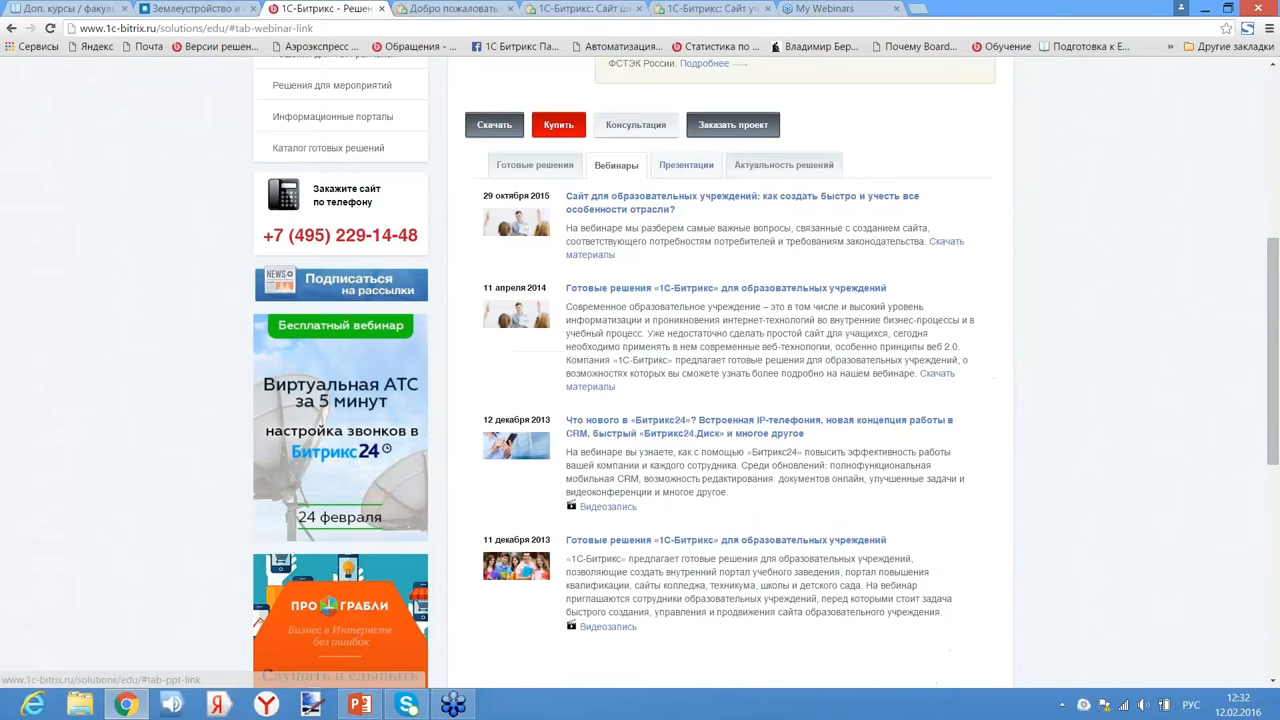 Доп. курсы / факуль
Землеустройство и к
1С-Битрикс - Решен
Добро пожаловать
1С-Битрикс: Сайт шк
1С-Битрикс: Сайт уч
My Webinars
www.1c-bitrix.ru/solutions/edu/#tab-webinar-link
Сервисы
Яндекс
Почта
Версии решен...
Аэроэкспресс ...
Обращения - ...
1С Битрикс Па...
Автоматизация...
Статистика по ...
Владимир Бер...
Почему Board...
Обучение
Подготовка к Е...
»
Другие закладки
ФСТЭК России. Подробнее
Решения для мероприятий
Информационные порталы
Каталог готовых решений
Закажите сайт
по телефону
+7 (495) 229-14-48
NEWS
Подписаться
на рассылки
Бесплатный вебинар
Виртуальная АТС
за 5 минут
настройка звонков в
Битрикс24
24 февраля
ПРО ГРАБЛИ
Бизнес в Интернете
без ошибок
Слушать и слышать
Скачать
Купить
Консультация
Заказать проект
Готовые решения
Вебинары
Презентации
Актуальность решений
29 октября 2015
Сайт для образовательных учреждений: как создать быстро и учесть все
особенности отрасли?
На вебинаре мы разберем самые важные вопросы, связанные с созданием сайта,
соответствующего потребностям потребителей и требованиям законодательства. Скачать
материалы
11 апреля 2014
Готовые решения «1С-Битрикс» для образовательных учреждений
Современное образовательное учреждение – это в том числе и высокий уровень
информатизации и проникновения интернет-технологий во внутренние бизнес-процессы и в
учебный процесс. Уже недостаточно сделать простой сайт для учащихся, сегодня
необходимо применять в нем современные веб-технологии, особенно принципы веб 2.0.
Компания «1С-Битрикс» предлагает готовые решения для образовательных учреждений, о
возможностях которых вы сможете узнать более подробно на нашем вебинаре. Скачать
материалы
12 декабря 2013
Что нового в «Битрикс24»? Встроенная IP-телефония, новая концепция работы в
CRM, быстрый «Битрикс24.Диск» и многое другое
На вебинаре вы узнаете, как с помощью «Битрикс24» повысить эффективность работы
вашей компании и каждого сотрудника. Среди обновлений: полнофункциональная
мобильная CRM, возможность редактирования документов онлайн, улучшенные задачи и
видеоконференции и многое другое.
Видеозапись
11 декабря 2013
Готовые решения «1С-Битрикс» для образовательных учреждений
«1С-Битрикс» предлагает готовые решения для образовательных учреждений,
позволяющие создать внутренний портал учебного заведения, портал повышения
квалификации, сайты колледжа, техникума, школы и детского сада. На вебинар
приглашаются сотрудники образовательных учреждений, перед которыми стоит задача
быстрого создания, управления и продвижения сайта образовательного учреждения.
Видеозапись
www.1c-bitrix.ru/solutions/edu/#tab-ppt-link
РУС
12:32
12.02.2016